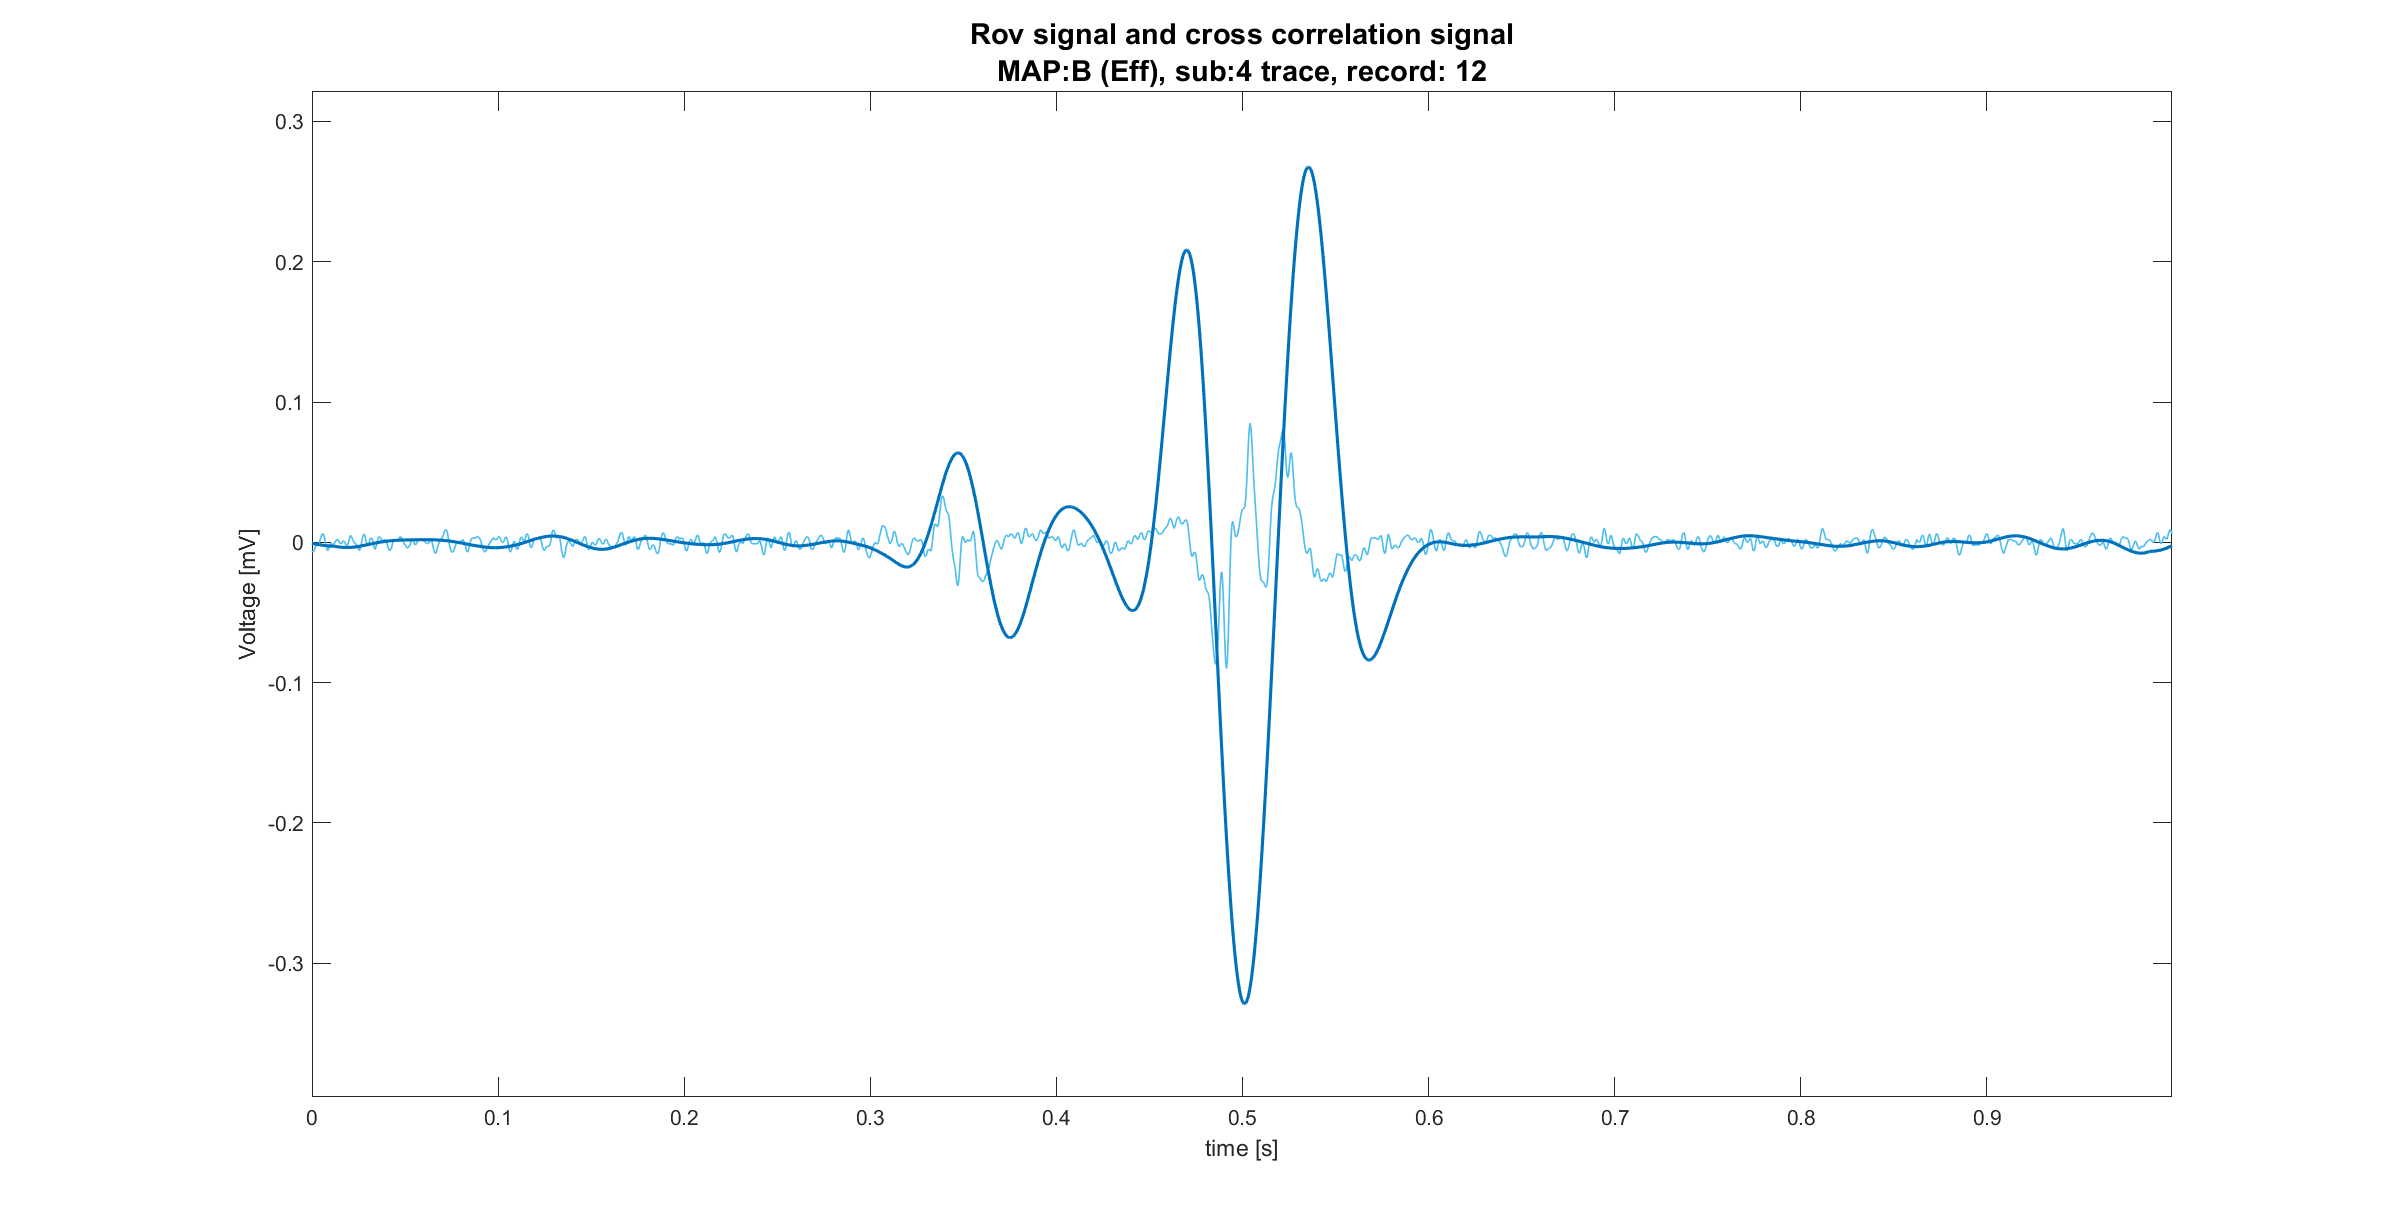 Rov signal and cross correlation signal
MAP:B (Eff), sub:4 trace, record: 12
0.3
0.2
0.1
0
-0.1
-0.2
-0.3
Voltage [mV]
0 0.1 0.2 0.3 0.4 0.5 0.6 0.7 0.8 0.9
time [s]